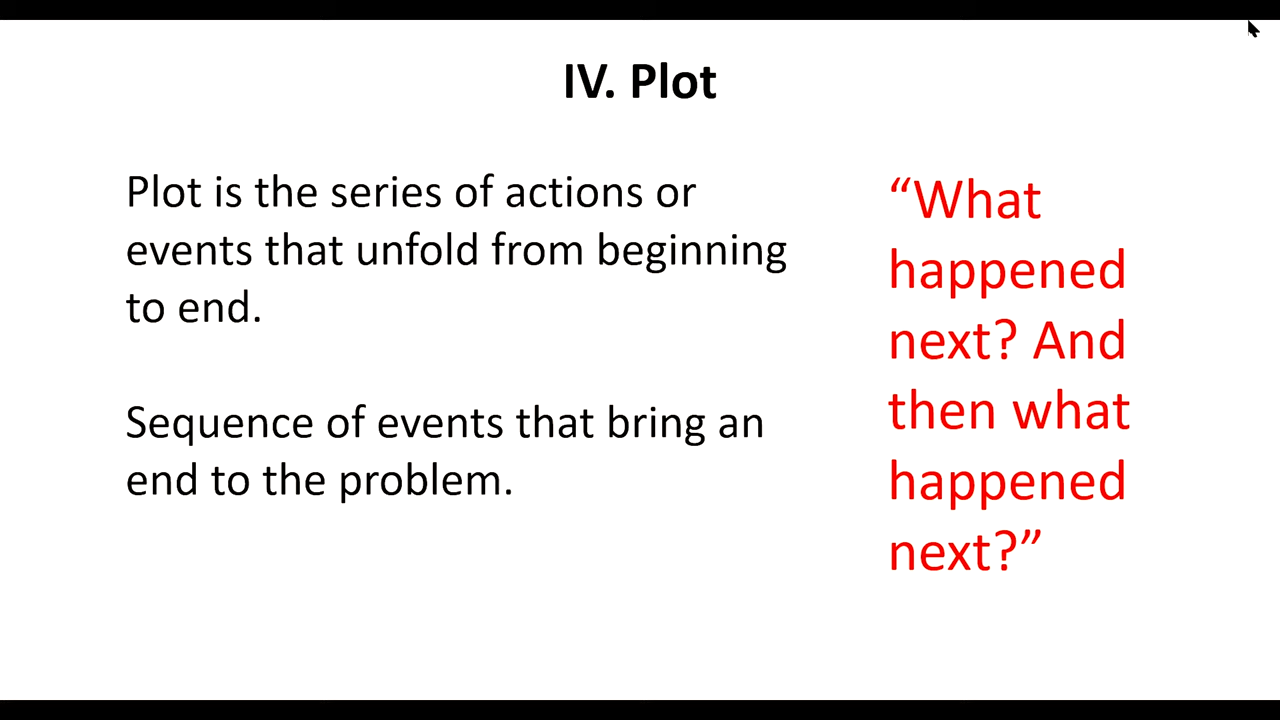 IV. Plot
Plot is the series of actions or
events that unfold from beginning
to end.
Sequence of events that bring an
end to the problem.
“What
happened
next? And
then what
happened
next?”